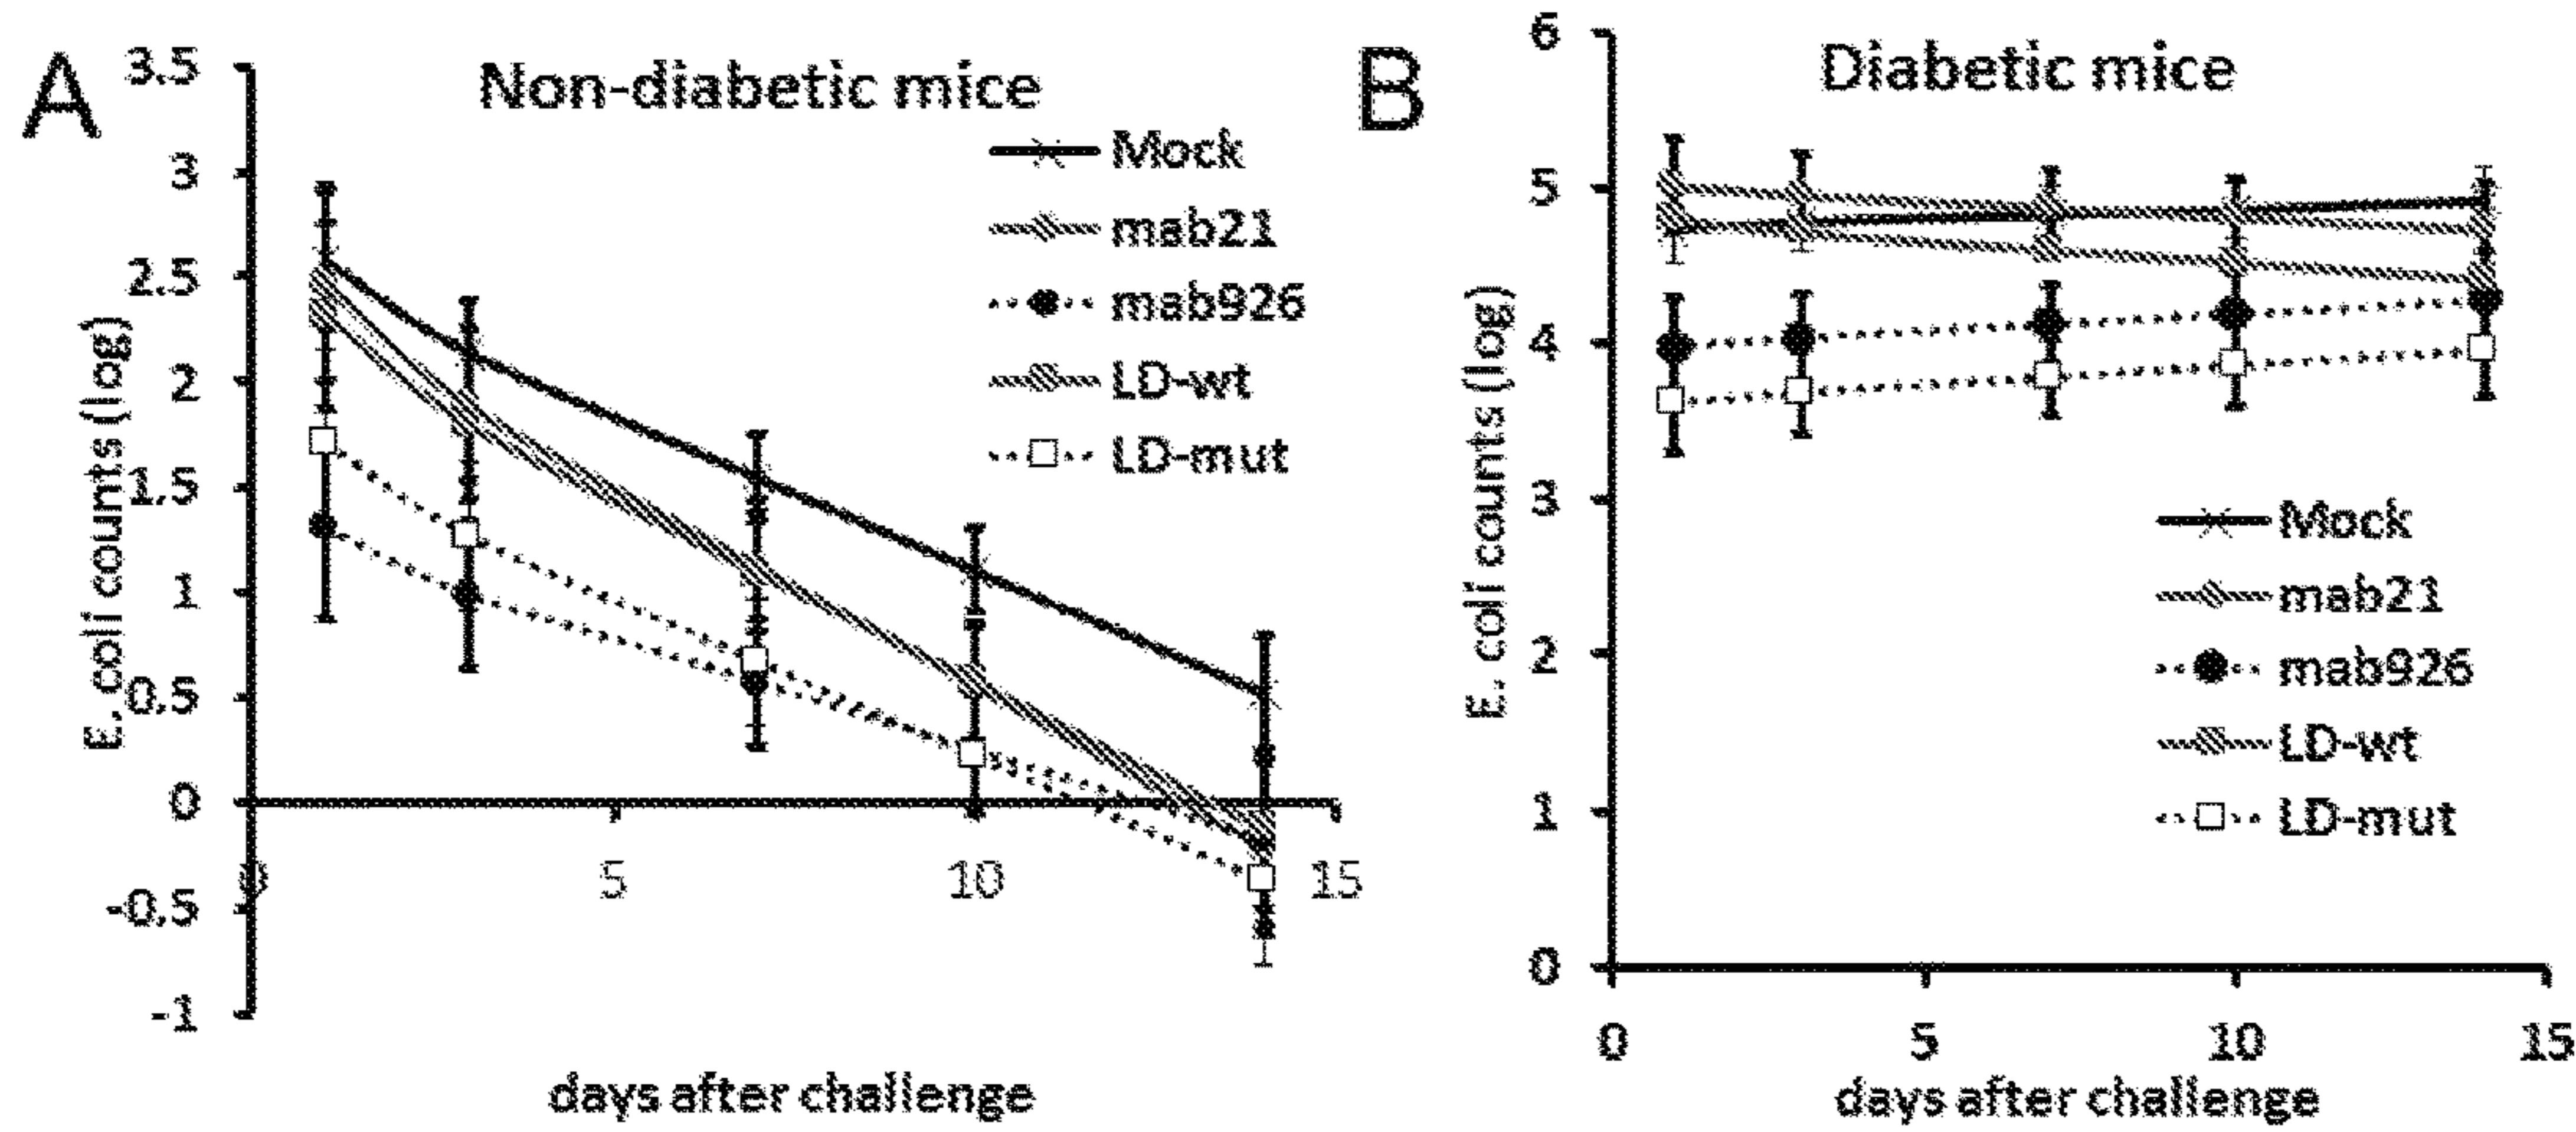 A
Non-diabetic mice
3.5
3
2.5
2
1.5
1
0.5
0
-0.5
-1
E. coli counts (log)
0
5
10
15
days after challenge
Mock
mab21
mab926
LD-wt
LD-mut
B
Diabetic mice
6
5
4
3
2
1
0
E. coli counts (log)
0
5
10
15
days after challenge
Mock
mab21
mab926
LD-wt
LD-mut